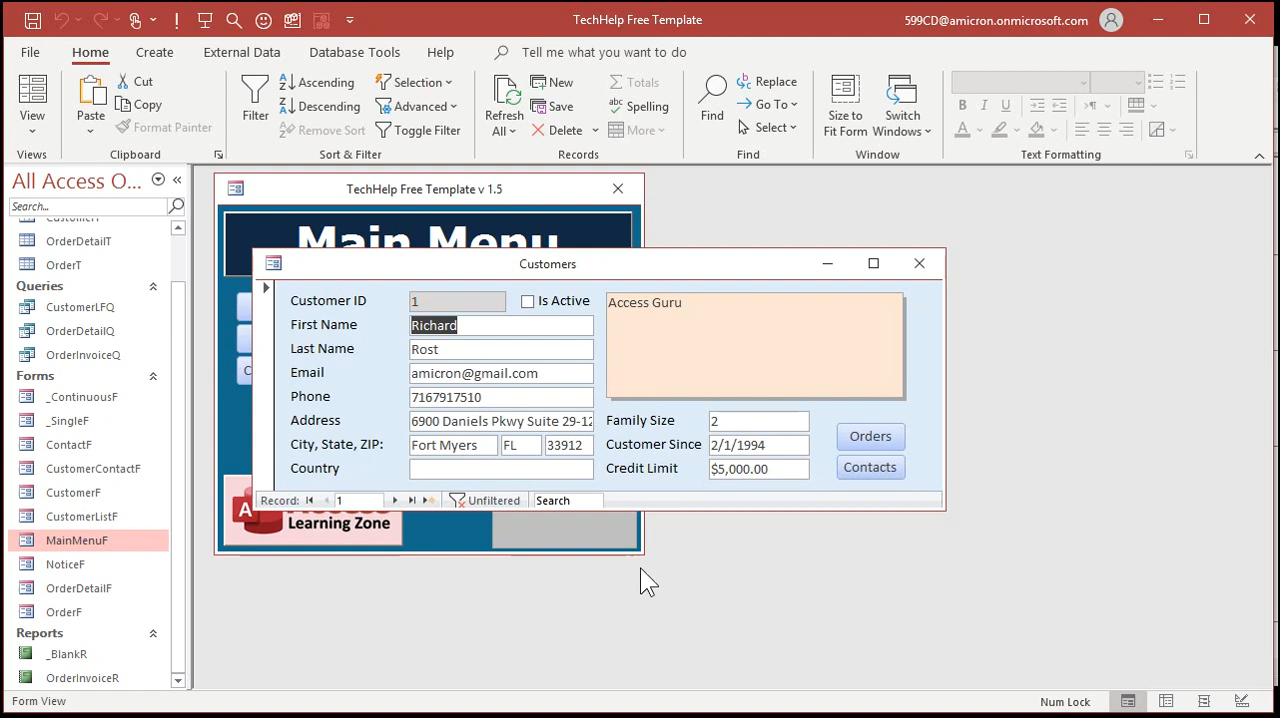 TechHelp Free Template
599CD@amicron.onmicrosoft.com
File Home Create External Data Database Tools Help Tell me what you want to do
View
Views
Paste
Cut
Copy
Format Painter
Clipboard
Filter
Ascending
Descending
Remove Sort
Selection
Advanced
Toggle Filter
Sort & Filter
Refresh
All
New
Save
Delete
Totals
Spelling
More
Records
Find
Replace
Go To
Select
Find
Size to
Fit Form
Switch
Windows
Window
B I U
A
Text Formatting
All Access O...
Search...
OrderDetailT
OrderT
Queries
CustomerLFQ
OrderDetailQ
OrderInvoiceQ
Forms
_ContinuousF
_SingleF
ContactF
CustomerContactF
CustomerF
CustomerListF
MainMenuF
NoticeF
OrderDetailF
OrderF
Reports
_BlankR
OrderInvoiceR
TechHelp Free Template v 1.5
Main Menu
Customers
Customer ID 1 Is Active
First Name Richard
Last Name Rost
Email amicron@gmail.com
Phone 7167917510
Address 6900 Daniels Pkwy Suite 29-12
City, State, ZIP: Fort Myers FL 33912
Country
Access Guru
Family Size 2
Customer Since 2/1/1994
Credit Limit $5,000.00
Orders
Contacts
Record: 1 Unfiltered Search
A
Learning Zone
Form View
Num Lock